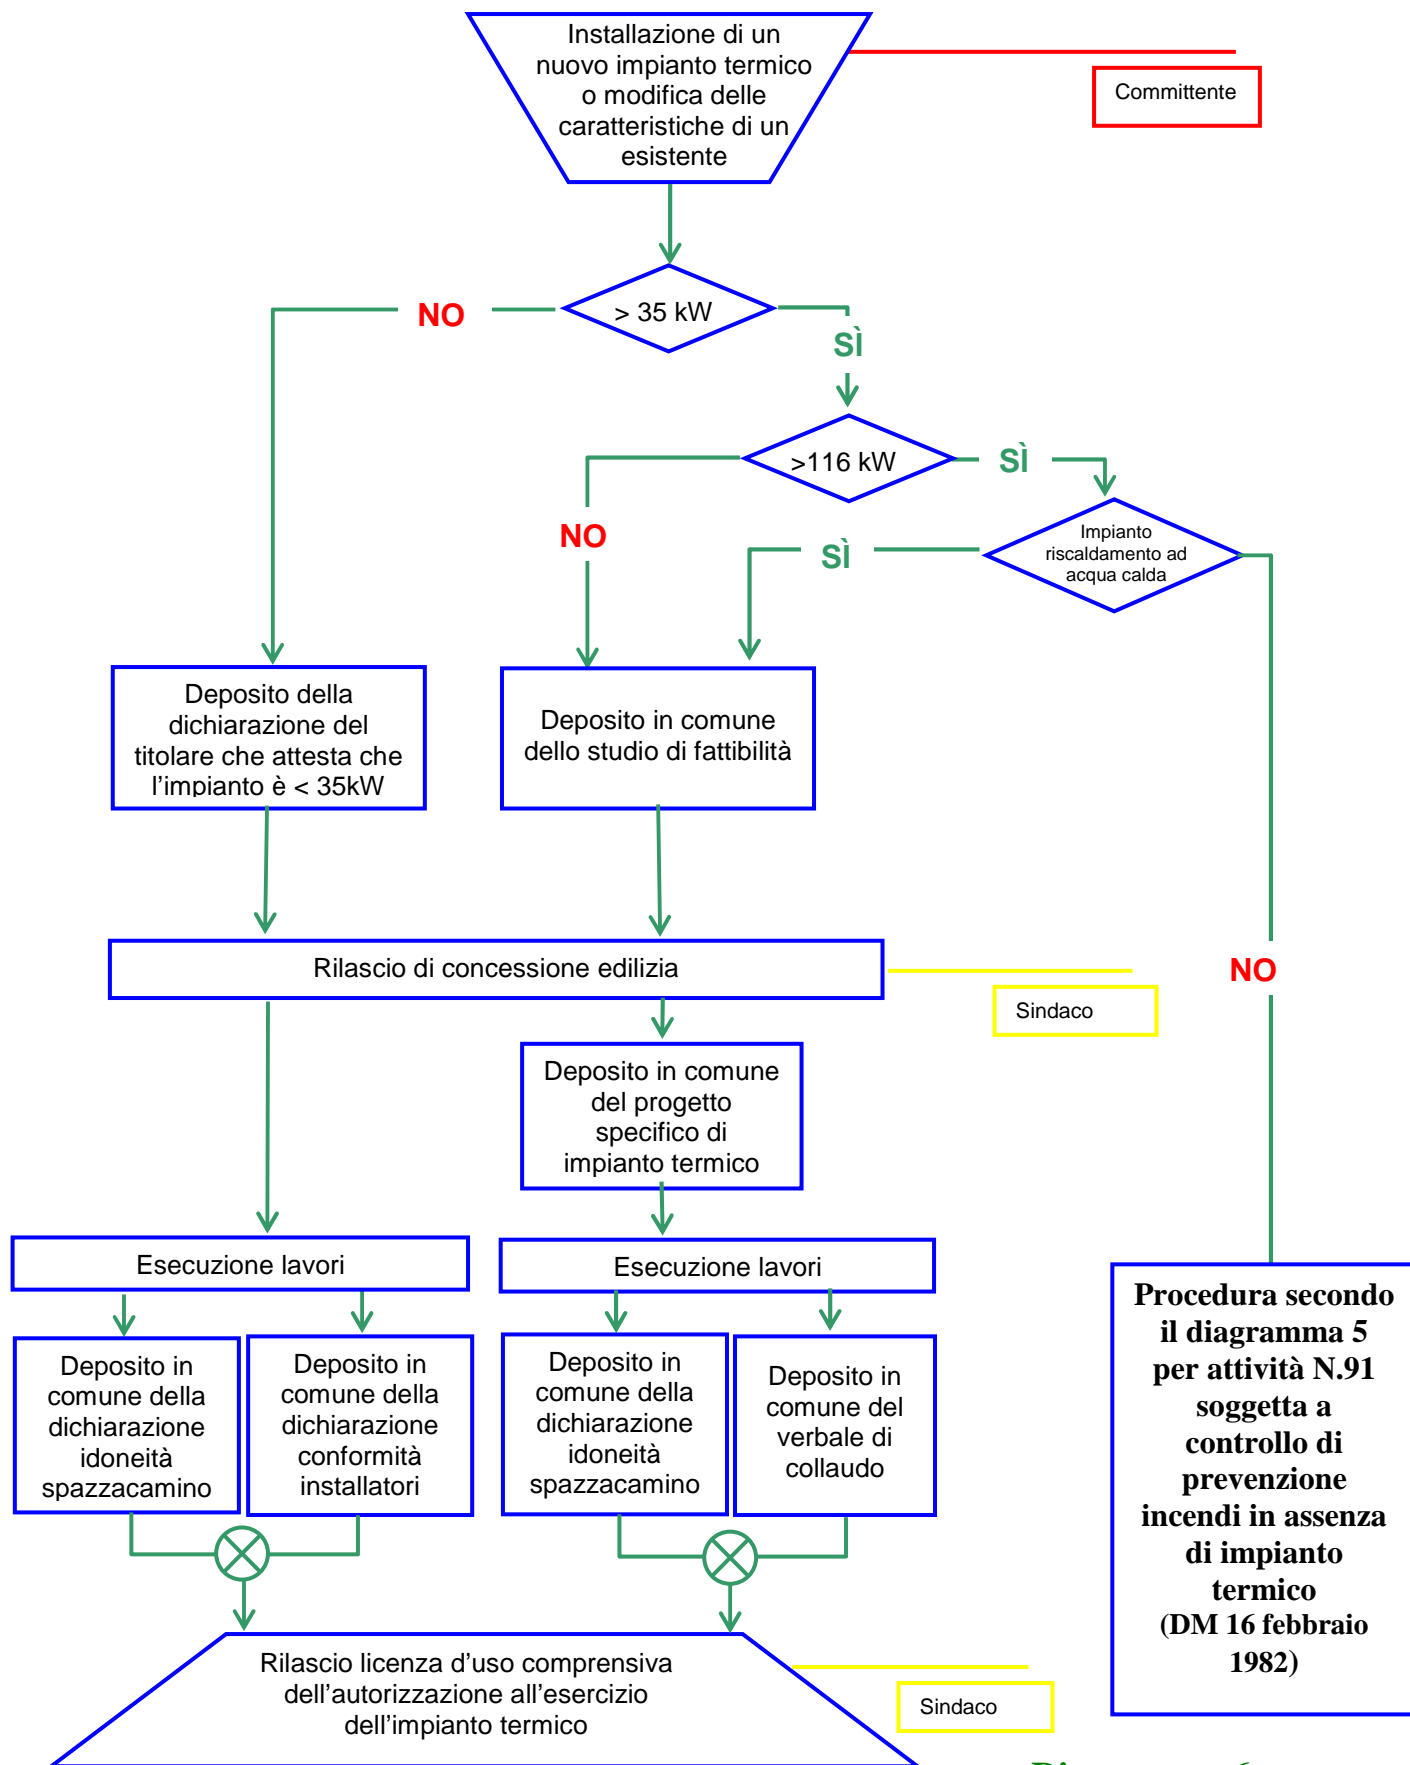 Installazione di un
nuovo impianto termico
o modifica delle
caratteristiche di un
esistente
Committente
> 35 kW
NO
SÌ
>116 kW
SÌ
NO
Impianto
riscaldamento ad
acqua calda
SÌ
Deposito della
dichiarazione del
titolare che attesta che
l'impianto è < 35kW
Deposito in comune
dello studio di fattibilità
Rilascio di concessione edilizia
NO
Sindaco
Deposito in comune
del progetto
specifico di
impianto termico
Esecuzione lavori
Esecuzione lavori
Deposito in
comune della
dichiarazione
idoneità
spazzacamino
Deposito in
comune della
dichiarazione
conformità
installatori
Deposito in
comune della
dichiarazione
idoneità
spazzacamino
Deposito in
comune del
verbale di
collaudo
Procedura secondo
il diagramma 5
per attività N.91
soggetta a
controllo di
prevenzione
incendi in assenza
di impianto
termico
(DM 16 febbraio
1982)
Rilascio licenza d'uso comprensiva
dell'autorizzazione all'esercizio
dell'impianto termico
Sindaco